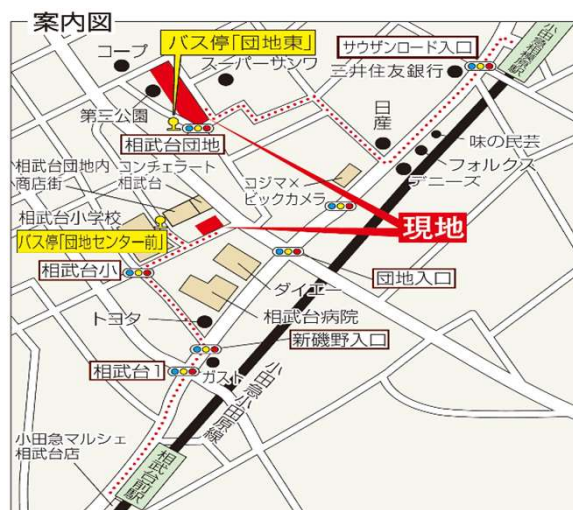 案内図
バス停「団地東」
サウザンロード入口
小田急相模原駅
コープ
スーパーサンワ
三井住友銀行
第三公園
日産
味の民芸
相武台団地
フォルクス
デニーズ
相武台団地内
商店街
コンチェラート
相武台
コジマ×
ビックカメラ
相武台小学校
現地
バス停「団地センター前」
相武台小
団地入口
ダイエー
トヨタ
相武台病院
新磯野入口
相武台1
ガスト
小田急小田原線
小田急マルシェ
相武台店
相武台前駅